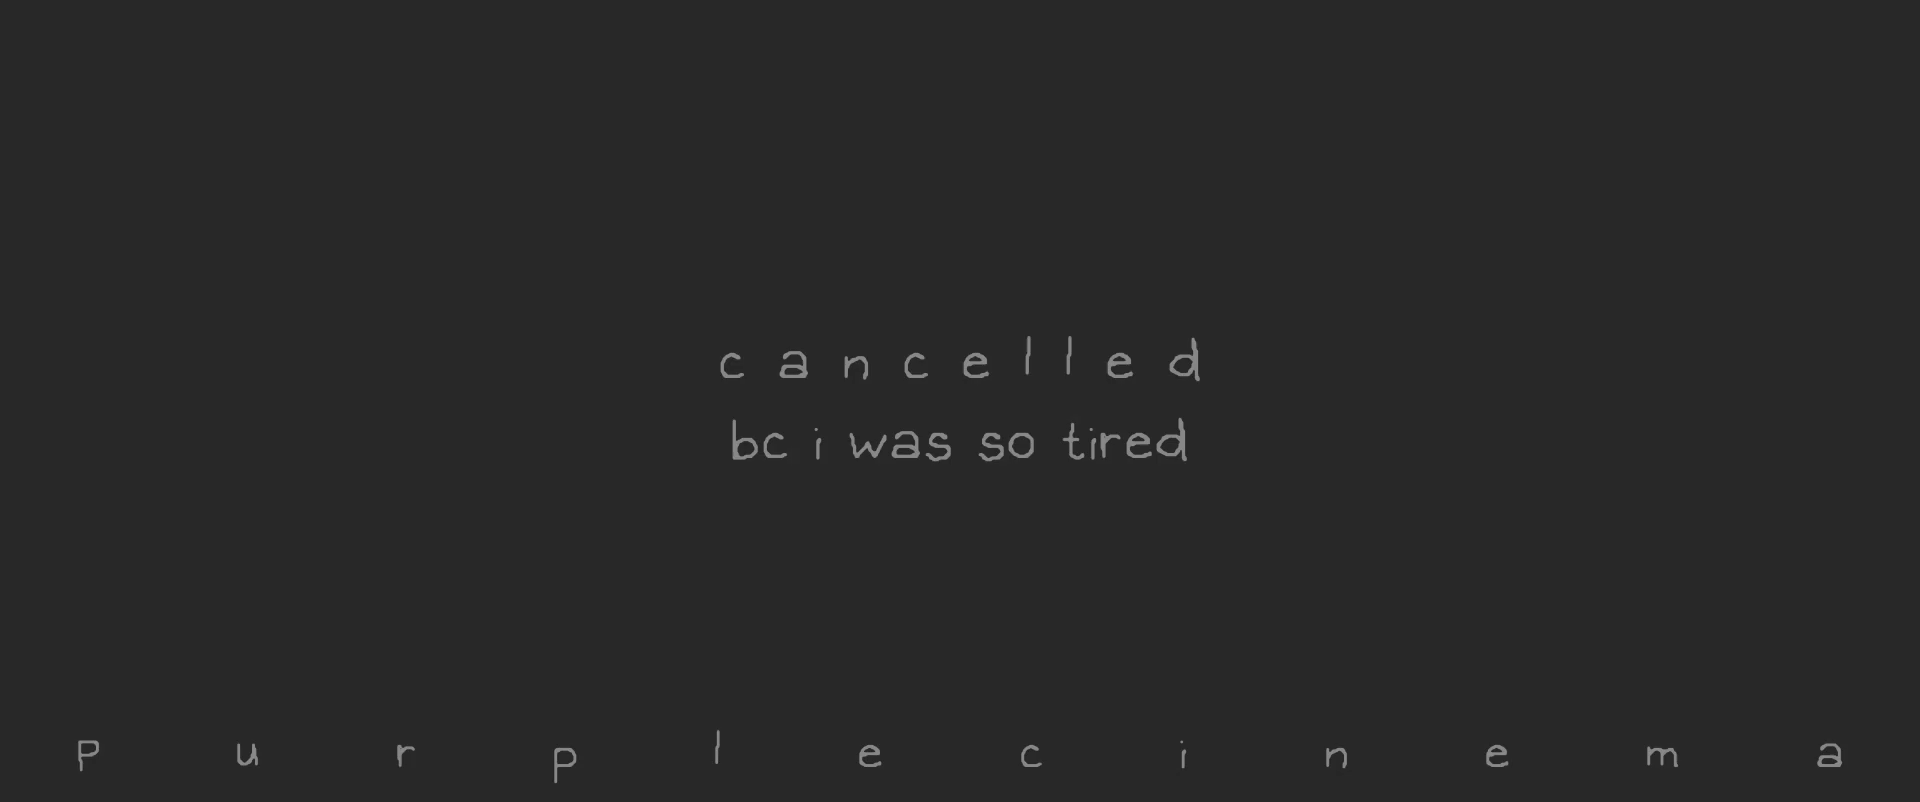 c a n c e l l e d
bc i was so tired
P u r p l e c i n e m a